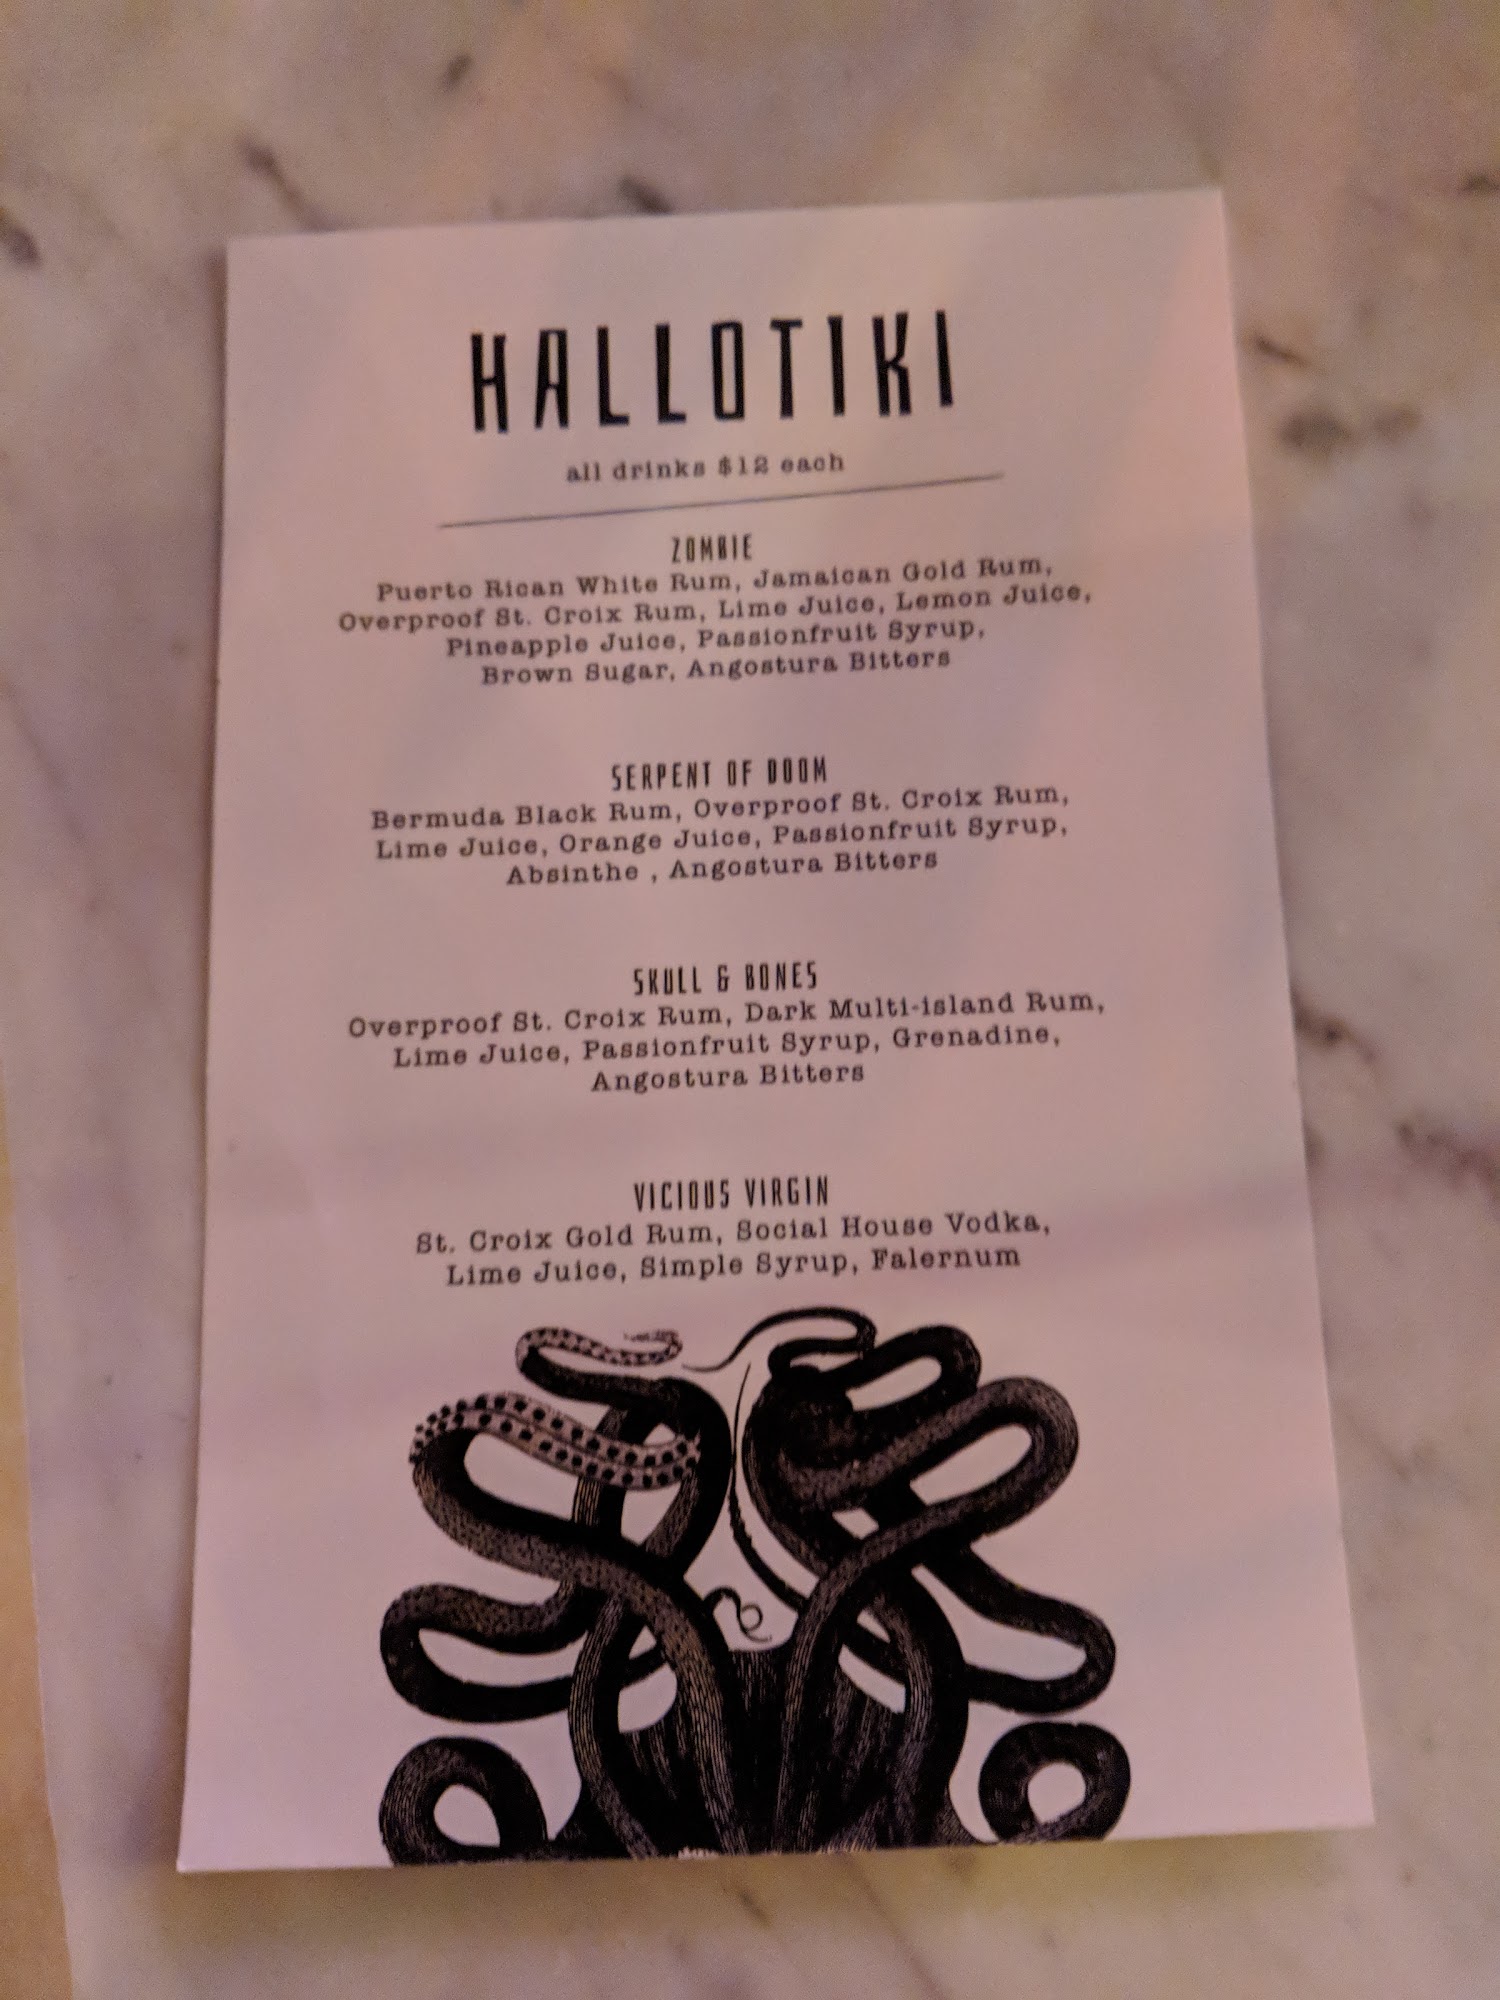 HALLOTIKI
all drinks $12 each
ZOMBIE
Puerto Rican White Rum, Jamaican Gold Rum,
Overproof St. Croix Rum, Lime Juice, Lemon Juice,
Pineapple Juice, Passionfruit Syrup,
Brown Sugar, Angostura Bitters
SERPENT OF DOOM
Bermuda Black Rum, Overproof St. Croix Rum,
Lime Juice, Orange Juice, Passionfruit Syrup,
Absinthe , Angostura Bitters
SKULL & BONES
Overproof St. Croix Rum, Dark Multi-island Rum,
Lime Juice, Passionfruit Syrup, Grenadine,
Angostura Bitters
VICIOUS VIRGIN
St. Croix Gold Rum, Social House Vodka,
Lime Juice, Simple Syrup, Falernum